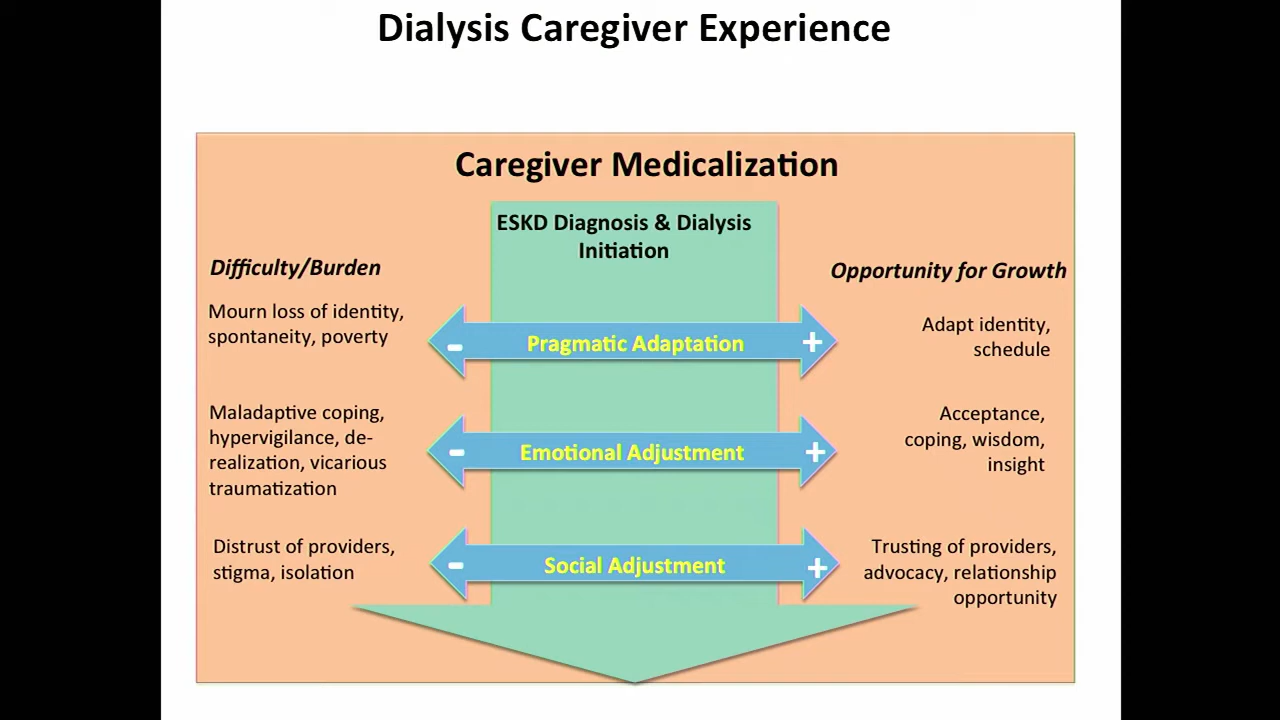 Dialysis Caregiver Experience
Caregiver Medicalization
ESKD Diagnosis & Dialysis
Initiation
Difficulty/Burden
Opportunity for Growth
Mourn loss of identity,
spontaneity, poverty
- Pragmatic Adaptation +
Adapt identity,
schedule
Maladaptive coping,
hypervigilance, de-
realization, vicarious
traumatization
- Emotional Adjustment +
Acceptance,
coping, wisdom,
insight
Distrust of providers,
stigma, isolation
- Social Adjustment +
Trusting of providers,
advocacy, relationship
opportunity